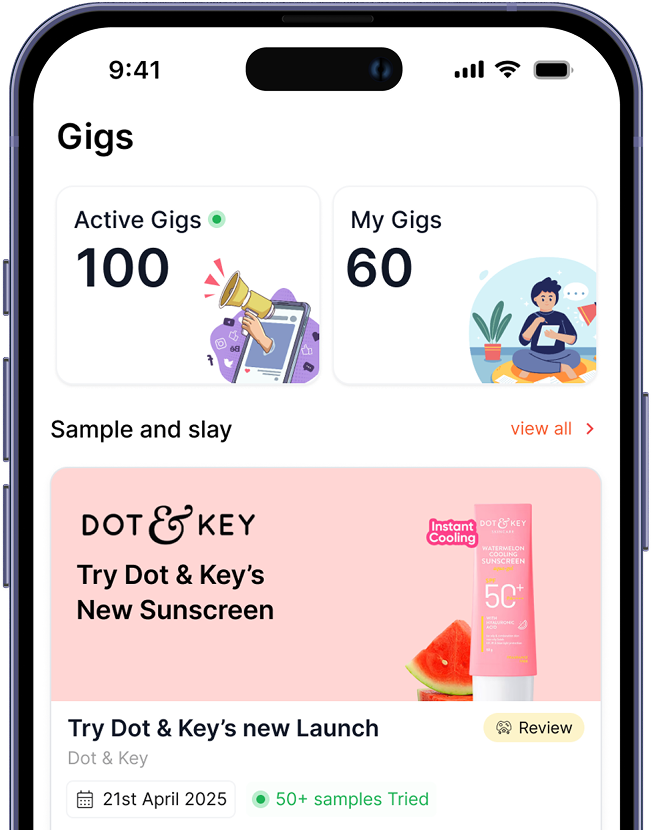 9:41
Gigs
Active Gigs
100
My Gigs
60
Sample and slay
view all
DOT & KEY
Try Dot & Key’s
New Sunscreen
Instant
Cooling
DOT & KEY
WATERMELON
COOLING
SUNSCREEN
50+
Try Dot & Key’s new Launch
Review
Dot & Key
21st April 2025
50+ samples Tried